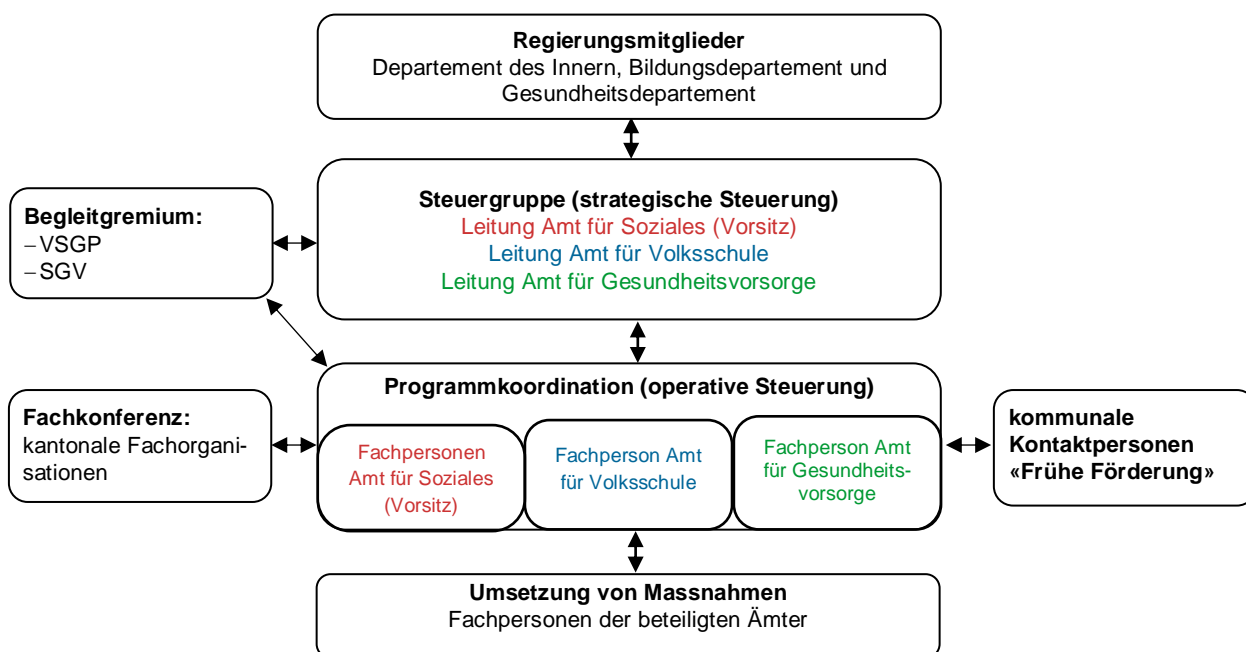 Regierungsmitglieder
Departement des Innern, Bildungsdepartement und
Gesundheitsdepartement
Steuergruppe (strategische Steuerung)
Leitung Amt für Soziales (Vorsitz)
Leitung Amt für Volksschule
Leitung Amt für Gesundheitsvorsorge
Begleitgremium:
–VSGP
–SGV
Programmkoordination (operative Steuerung)
Fachpersonen
Amt für Soziales
(Vorsitz)
Fachperson Amt
für Volksschule
Fachperson Amt
für Gesundheits-
vorsorge
Fachkonferenz:
kantonale Fachorgani-
sationen
kommunale
Kontaktpersonen
«Frühe Förderung»
Umsetzung von Massnahmen
Fachpersonen der beteiligten Ämter